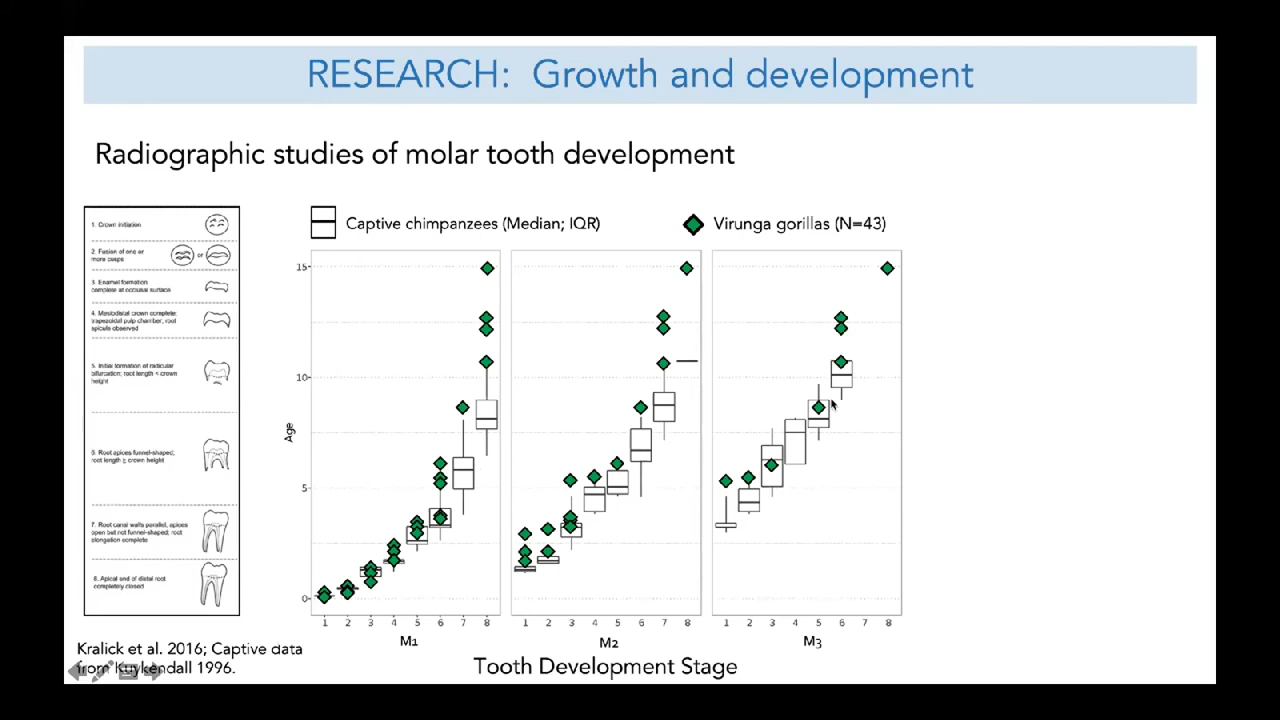 RESEARCH: Growth and development
Radiographic studies of molar tooth development
1. Crown initiation
2. Fusion of one or
more cusps
or
3. Enamel formation
complete at occlusal surface
4. Mesiodistal crown complete;
trapezoidal pulp chamber; root
spicule observed
5. Initial formation of radicular
bifurcation; root length < crown
height
6. Root apices funnel-shaped;
root length ≥ crown height
7. Root canal walls parallel, apices
open but not funnel-shaped; root
elongation complete
8. Apical end of distal root
completely closed
Captive chimpanzees (Median; IQR)
Virunga gorillas (N=43)
Age
15
10
5
0
1 2 3 4 5 6 7 8
M1
1 2 3 4 5 6 7 8
M2
1 2 3 4 5 6 7 8
M3
Tooth Development Stage
Kralick et al. 2016; Captive data
from Kuykendall 1996.